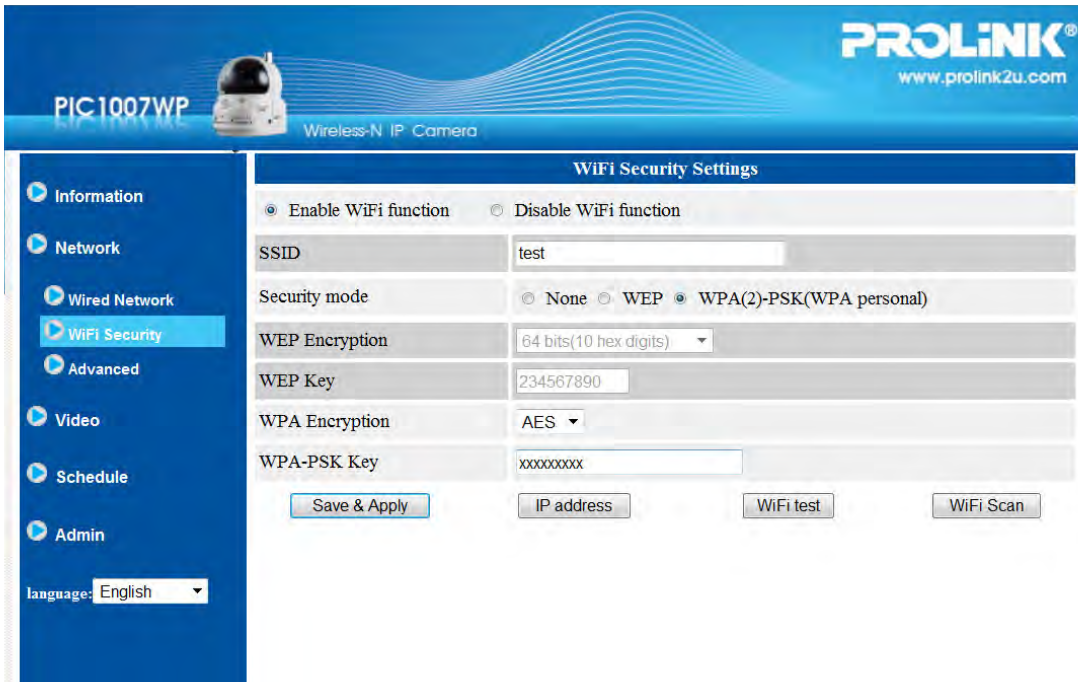 PROLiNK®
www.prolink2u.com
PIC1007WP
Wireless-N IP Camera
Information
Network
Wired Network
WiFi Security
Advanced
Video
Schedule
Admin
language: English
WiFi Security Settings
Enable WiFi function Disable WiFi function
SSID test
Security mode None WEP WPA(2)-PSK(WPA personal)
WEP Encryption 64 bits(10 hex digits)
WEP Key 234567890
WPA Encryption AES
WPA-PSK Key xxxxxxxxx
Save & Apply IP address WiFi test WiFi Scan